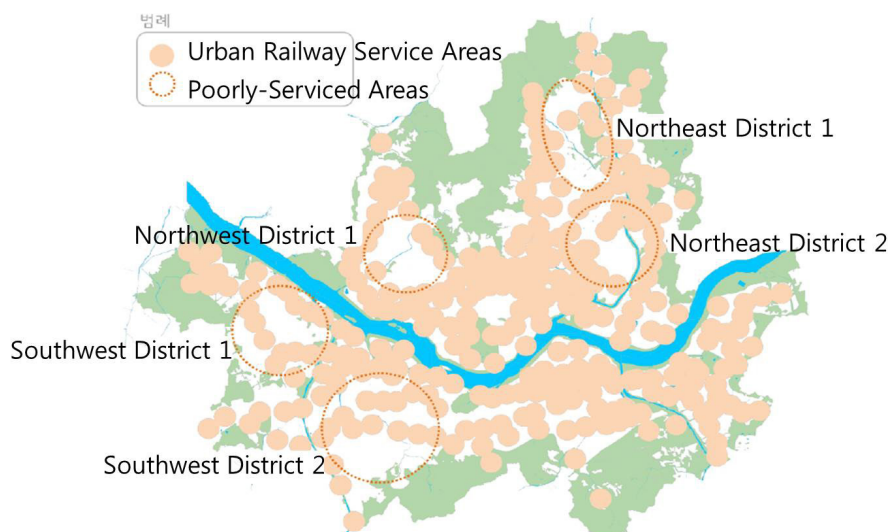 범례
Urban Railway Service Areas
Poorly-Serviced Areas
Northeast District 1
Northwest District 1
Northeast District 2
Southwest District 1
Southwest District 2